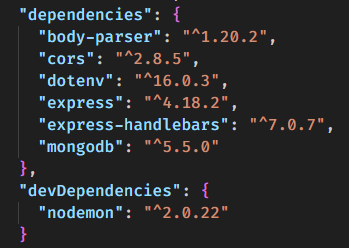 "dependencies": {
"body-parser": "^1.20.2",
"cors": "^2.8.5",
"dotenv": "^16.0.3",
"express": "^4.18.2",
"express-handlebars": "^7.0.7",
"mongodb": "^5.5.0"
},
"devDependencies": {
"nodemon": "^2.0.22"
}